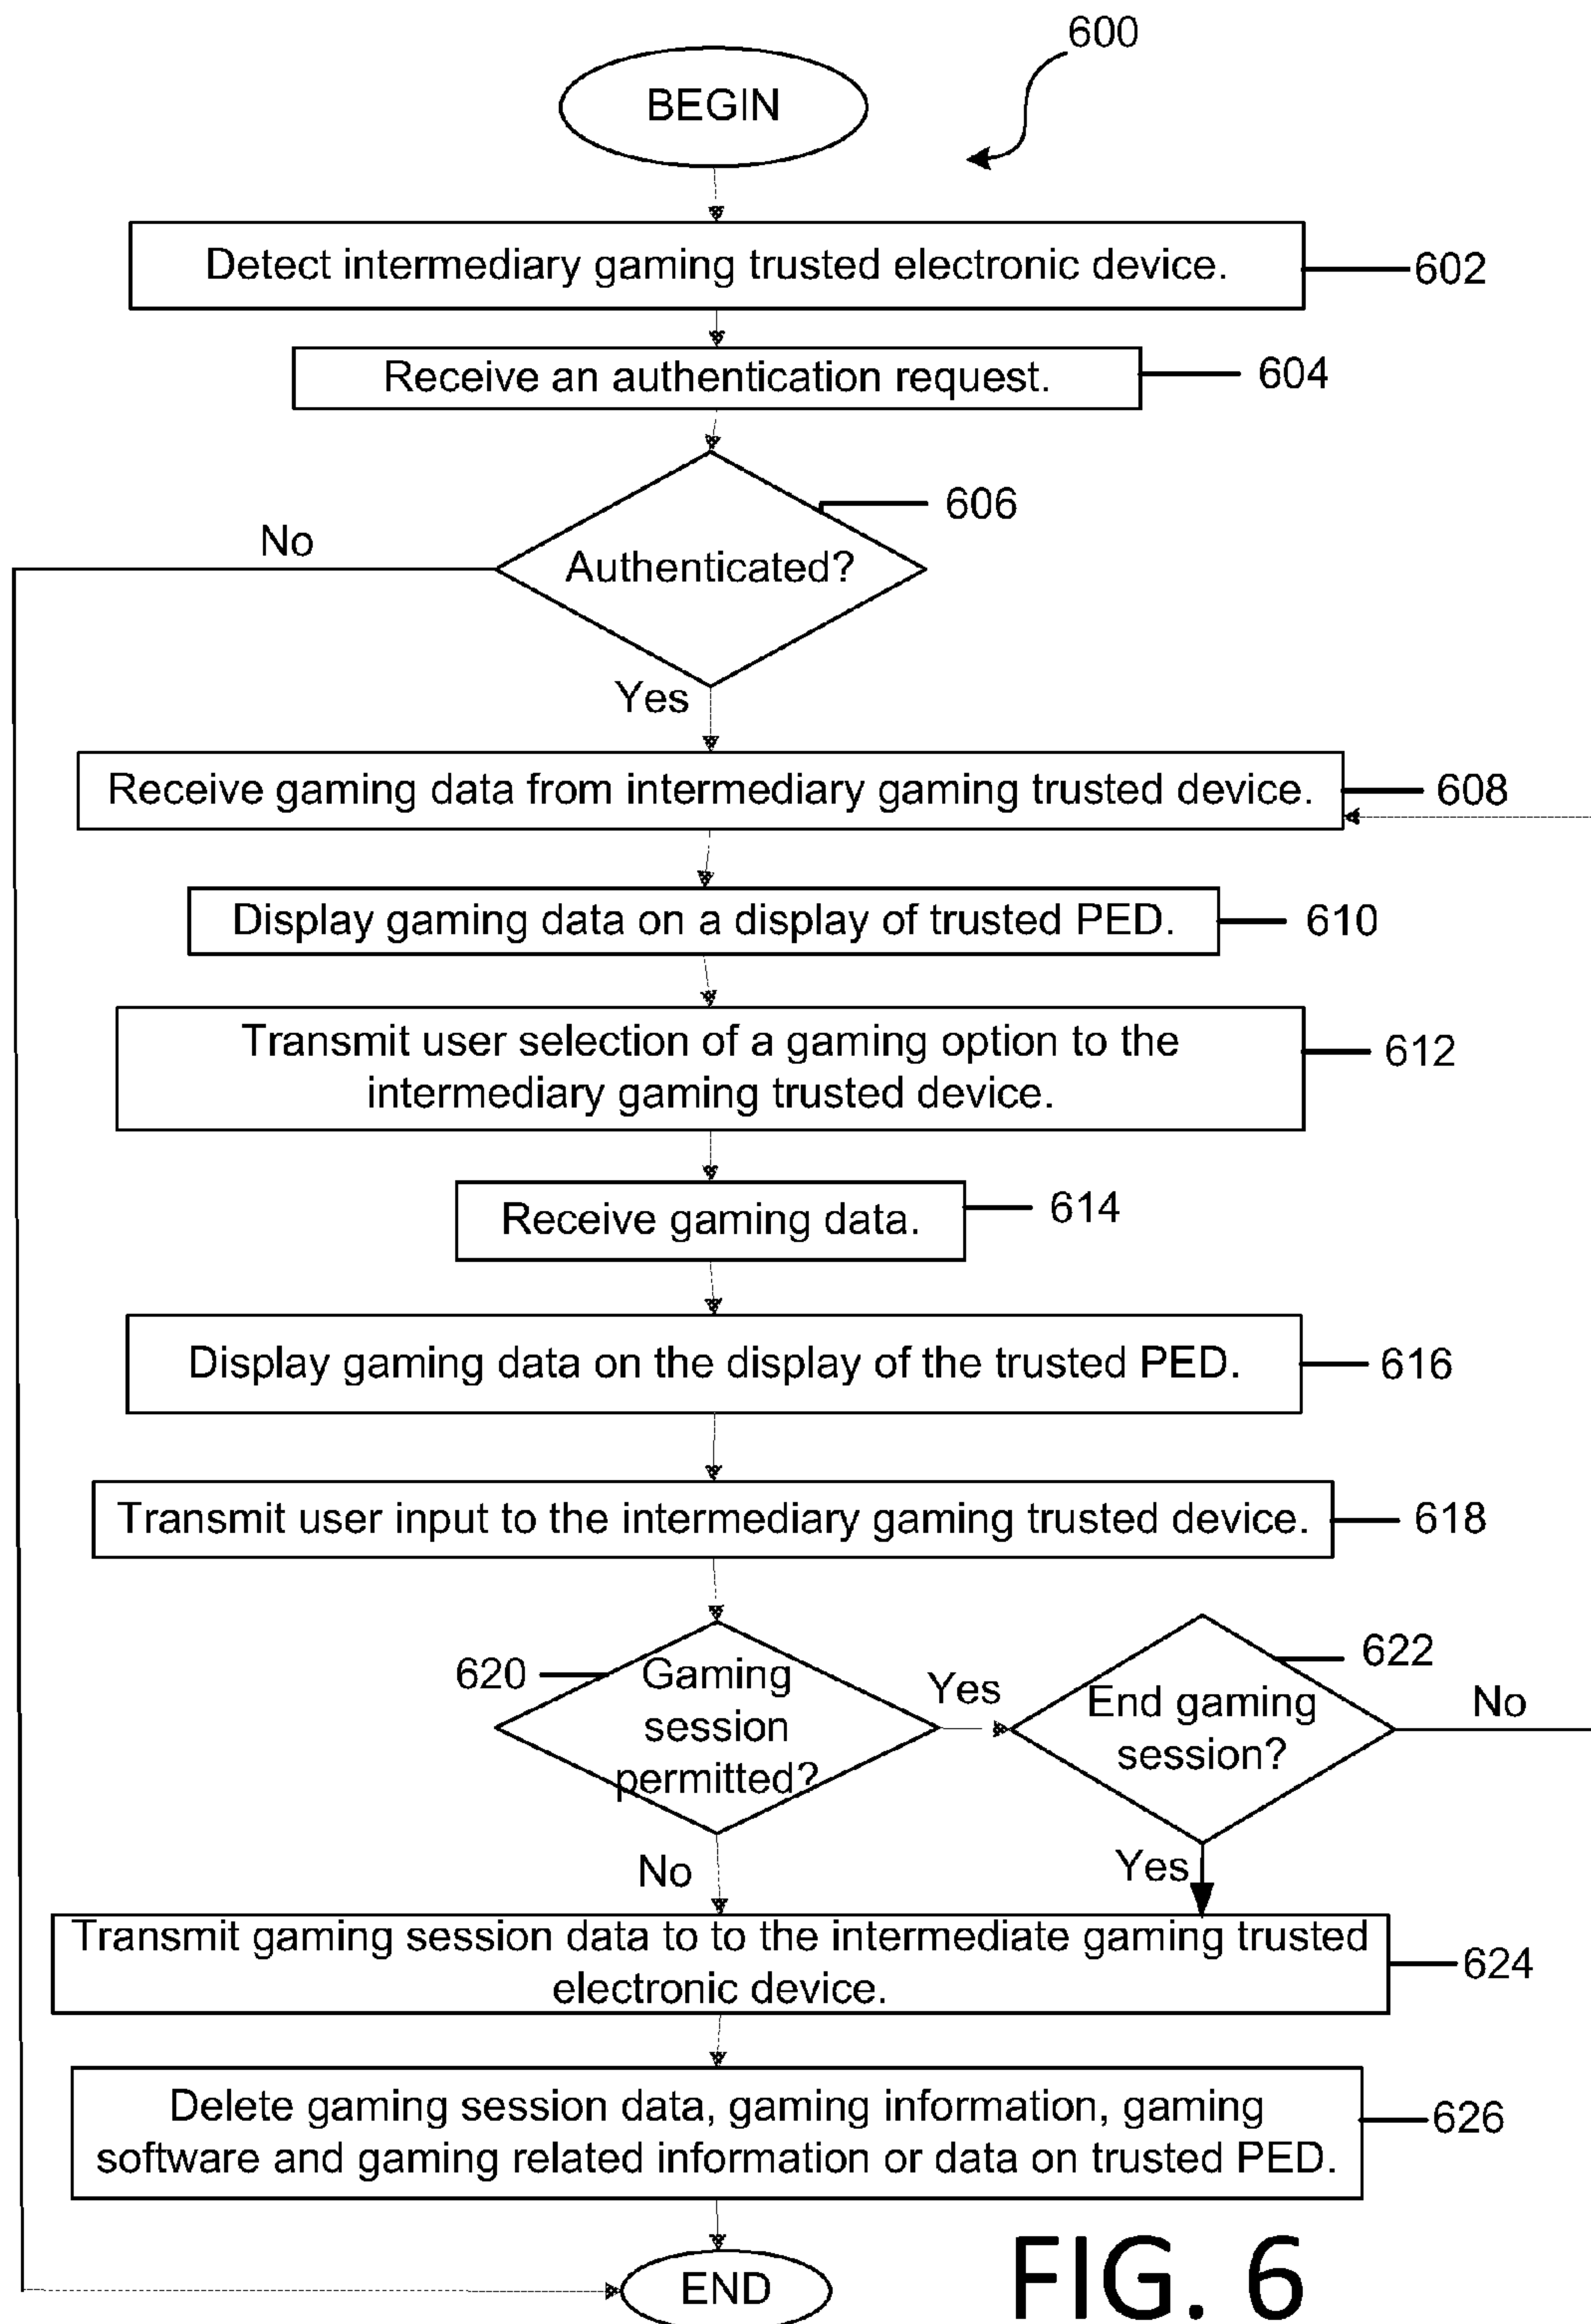 600
BEGIN
Detect intermediary gaming trusted electronic device.
602
Receive an authentication request.
604
606
No
Authenticated?
Yes
Receive gaming data from intermediary gaming trusted device.
608
Display gaming data on a display of trusted PED.
610
Transmit user selection of a gaming option to the
intermediary gaming trusted device.
612
Receive gaming data.
614
Display gaming data on the display of the trusted PED.
616
Transmit user input to the intermediary gaming trusted device.
618
620
Gaming
session
permitted?
Yes
622
End gaming
session?
No
No
Yes
Transmit gaming session data to to the intermediate gaming trusted
electronic device.
624
Delete gaming session data, gaming information, gaming
software and gaming related information or data on trusted PED.
626
END
FIG. 6